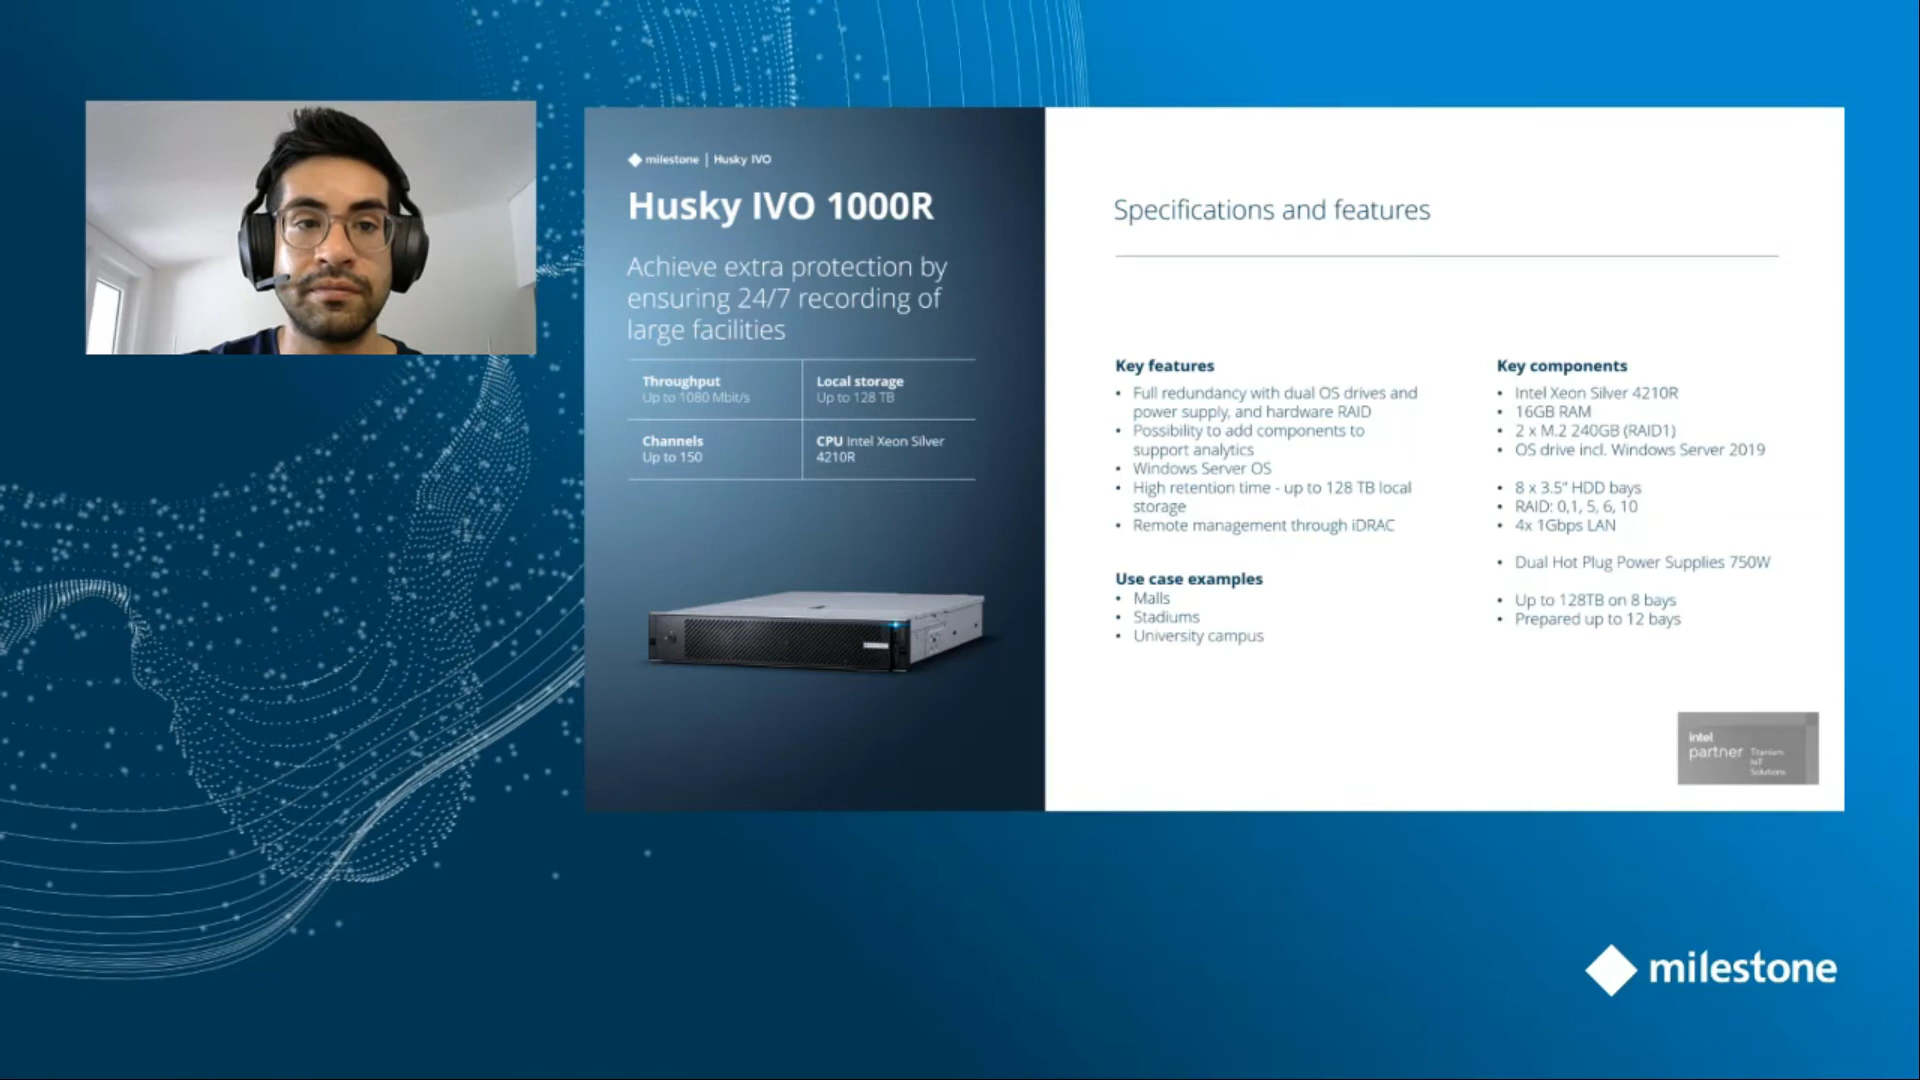 milestone | Husky IVO
Husky IVO 1000R
Achieve extra protection by
ensuring 24/7 recording of
large facilities
Throughput
Up to 1080 Mbit/s
Local storage
Up to 128 TB
Channels
Up to 150
CPU Intel Xeon Silver
4210R
Specifications and features
Key features
• Full redundancy with dual OS drives and
power supply, and hardware RAID
• Possibility to add components to
support analytics
• Windows Server OS
• High retention time - up to 128 TB local
storage
• Remote management through iDRAC
Use case examples
• Malls
• Stadiums
• University campus
Key components
• Intel Xeon Silver 4210R
• 16GB RAM
• 2 x M.2 240GB (RAID1)
• OS drive incl. Windows Server 2019
• 8 x 3.5" HDD bays
• RAID: 0,1, 5, 6, 10
• 4x 1Gbps LAN
• Dual Hot Plug Power Supplies 750W
• Up to 128TB on 8 bays
• Prepared up to 12 bays
intel
partner
Titanium
IoT
Solutions
milestone